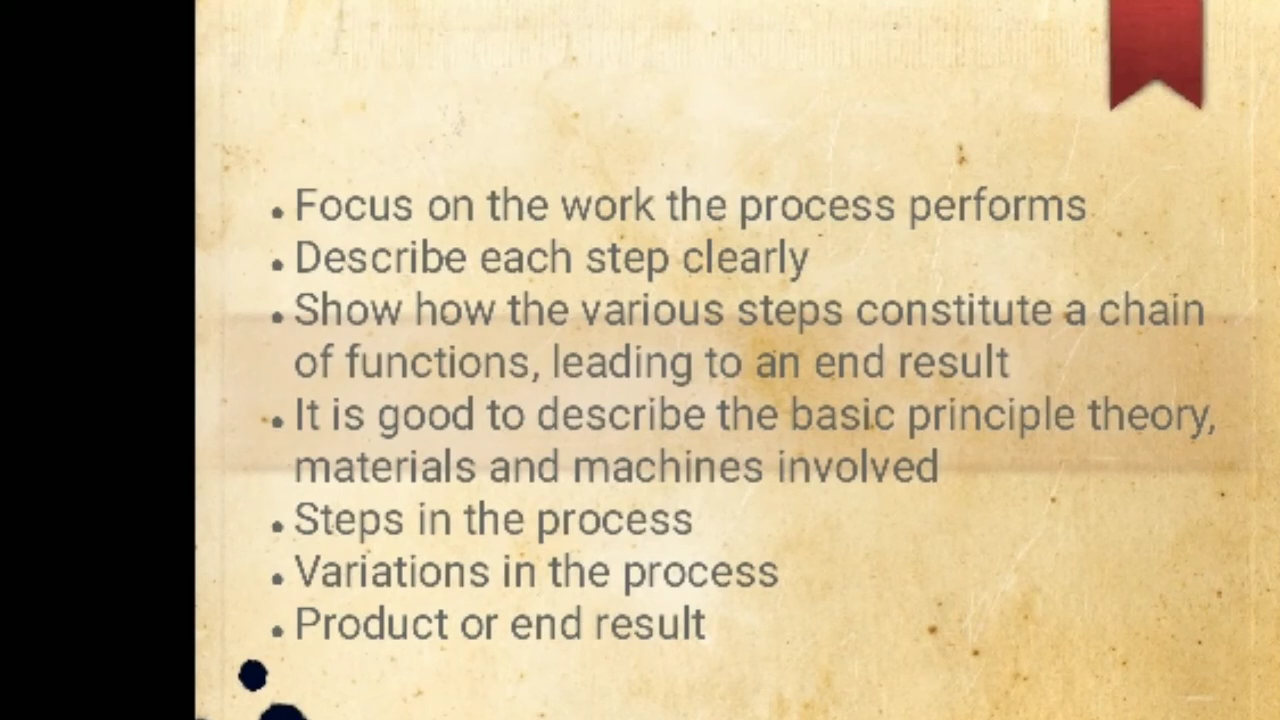 • Focus on the work the process performs
• Describe each step clearly
• Show how the various steps constitute a chain
of functions, leading to an end result
• It is good to describe the basic principle theory,
materials and machines involved
• Steps in the process
• Variations in the process
• Product or end result